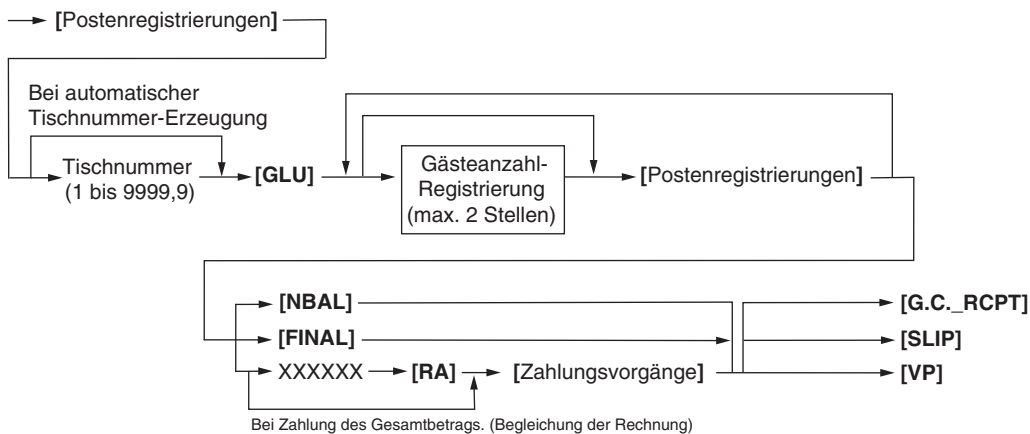 [Postenregistrierungen]
Bei automatischer
Tischnummer-Erzeugung
Tischnummer
(1 bis 9999,9)
[GLU]
Gästeanzahl-
Registrierung
(max. 2 Stellen)
[Postenregistrierungen]
[NBAL]
[G.C._RCPT]
[FINAL]
[SLIP]
XXXXXX
[RA]
[Zahlungsvorgänge]
[VP]
Bei Zahlung des Gesamtbetrags. (Begleichung der Rechnung)